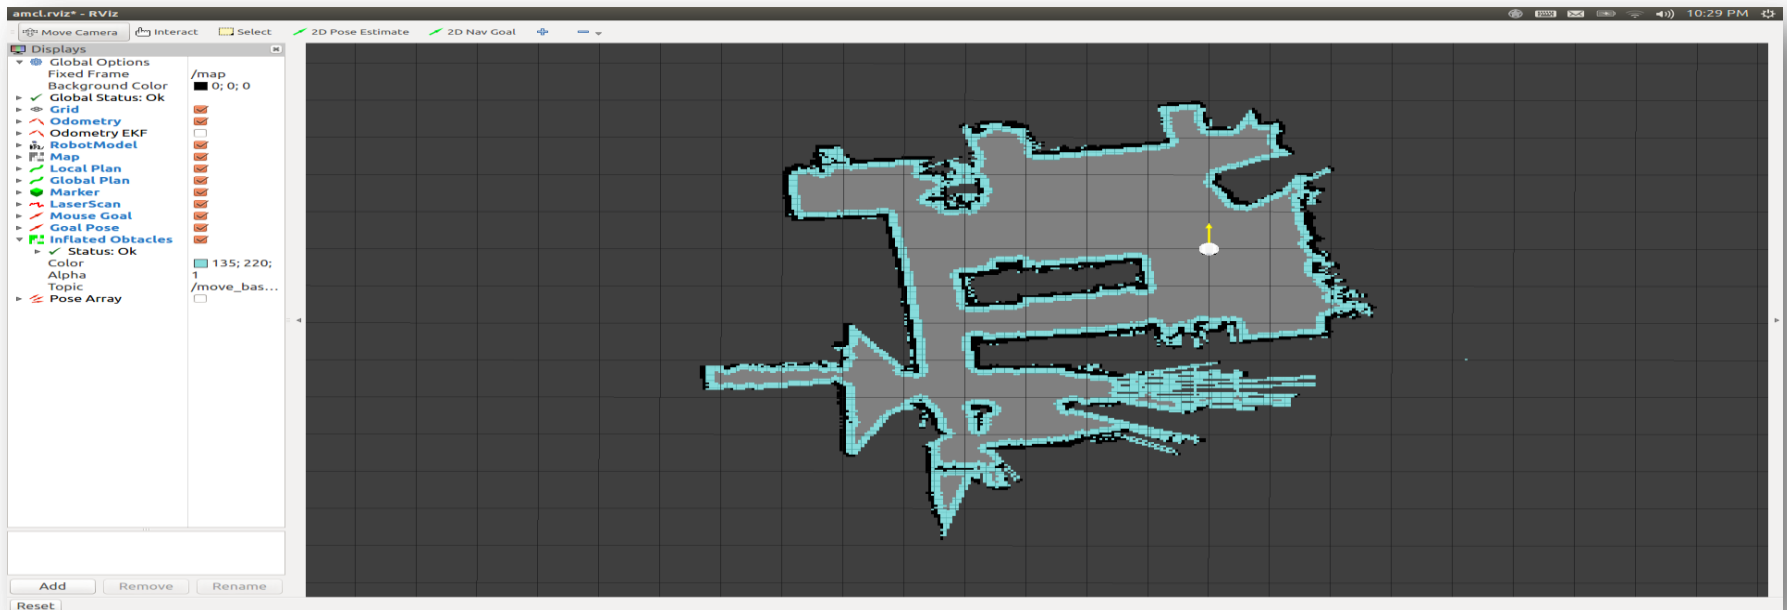 amcl.rviz* - RViz 10:29 PM
Move Camera Interact Select 2D Pose Estimate 2D Nav Goal
Displays
Global Options
Fixed Frame /map
Background Color 0; 0; 0
Global Status: Ok
Grid
Odometry
Odometry EKF
RobotModel
Map
Local Plan
Global Plan
Marker
LaserScan
Mouse Goal
Goal Pose
Inflated Obtacles
Status: Ok
Color 135; 220;
Alpha 1
Topic /move_bas...
Pose Array
Add Remove Rename
Reset